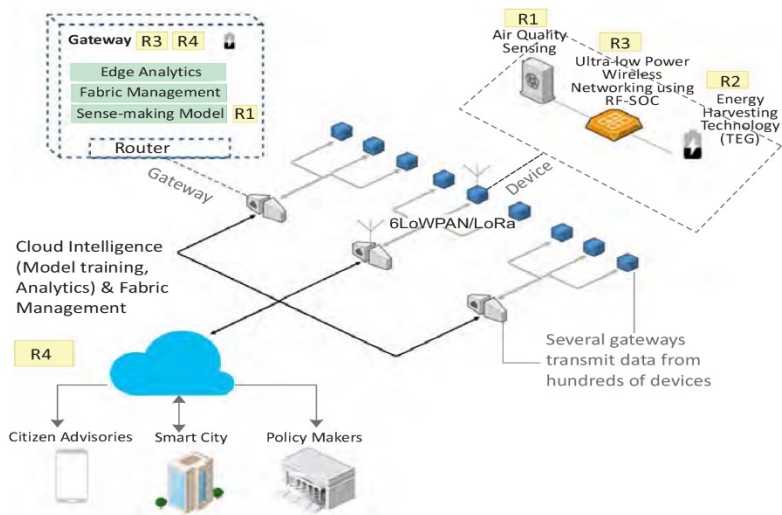 Gateway R3 R4
Edge Analytics
Fabric Management
Sense-making Model R1
Router
Gateway
R1
Air Quality
Sensing
R3
Ultra-low Power
Wireless
Networking using
RF-SOC
R2
Energy
Harvesting
Technology
(TEG)
Device
6LoWPAN/LoRa
Cloud Intelligence
(Model training,
Analytics) & Fabric
Management
Several gateways
transmit data from
hundreds of devices
R4
Citizen Advisories
Smart City
Policy Makers